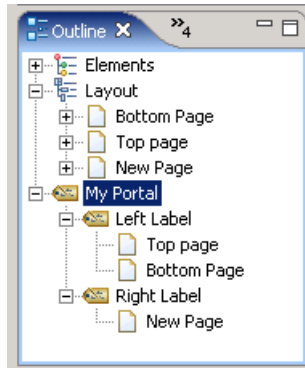 Outline
»4
Elements
Layout
Bottom Page
Top page
New Page
My Portal
Left Label
Top page
Bottom Page
Right Label
New Page